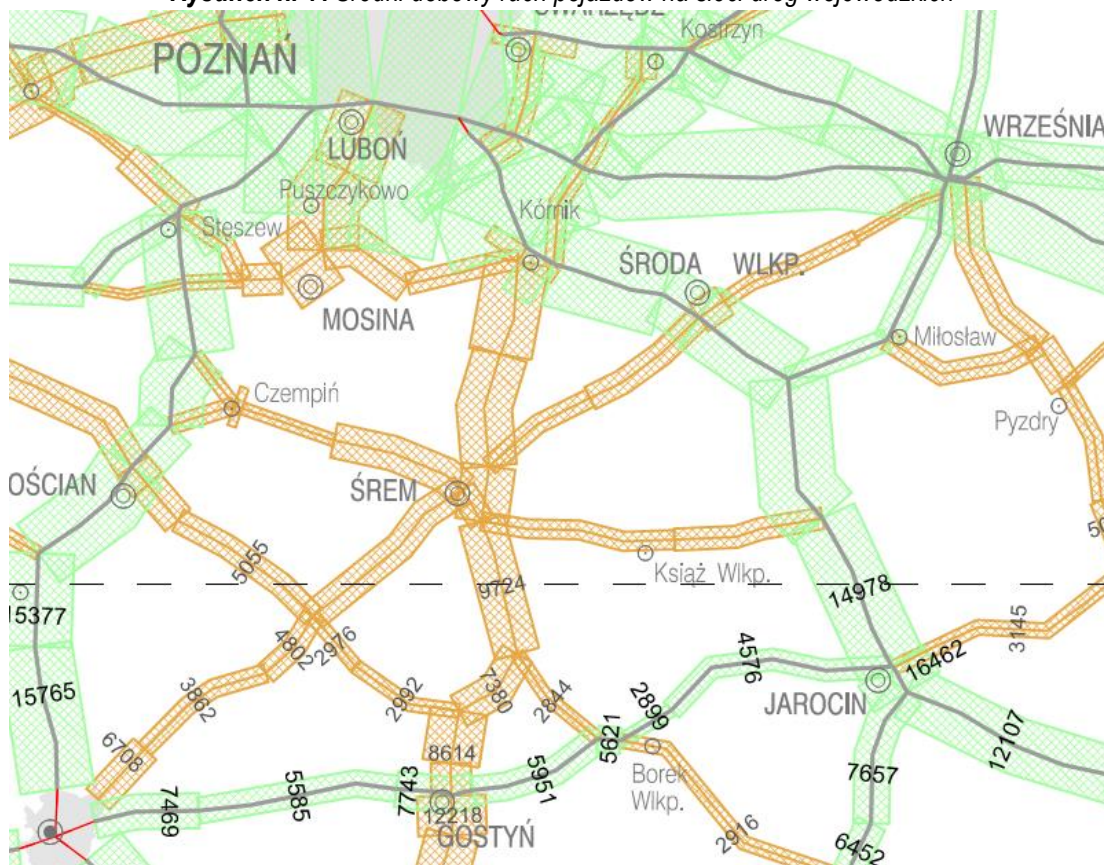 Średni dobowy ruch pojazdów na sieci dróg wojewódzkich
Kostrzyn
POZNAŃ
LUBOŃ
WRZEŚNIA
Puszczykowo
Kórnik
Stęszew
ŚRODA WLKP.
MOSINA
Miłosław
Czempiń
Pyzdry
OŚCIAN
ŚREM
5055
Książ Wlkp.
9724
14978
15377
4802
2976
3145
4576
16462
15765
3862
2992
7380
2844
2899
JAROCIN
6708
8614
5621
12107
7469
5585
7743
5951
Borek
Wlkp.
7657
12218
GOSTYŃ
2916
6452